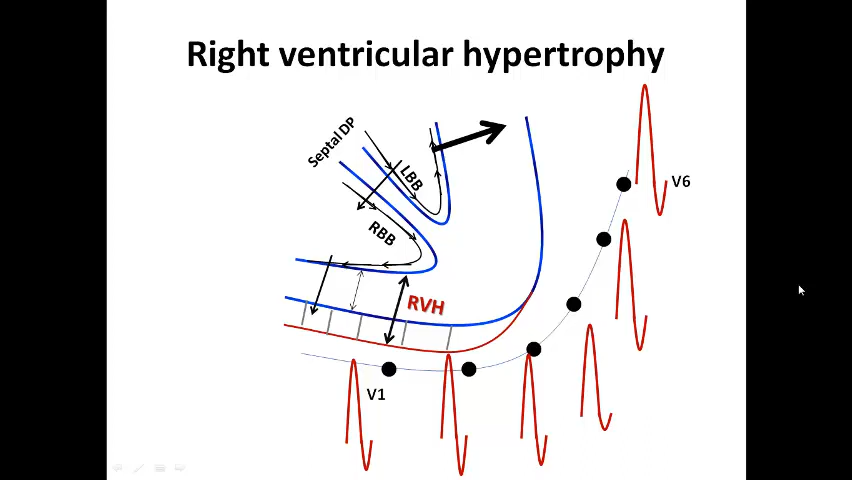 Right ventricular hypertrophy
Septal DP
LBB
RBB
RVH
V6
V1